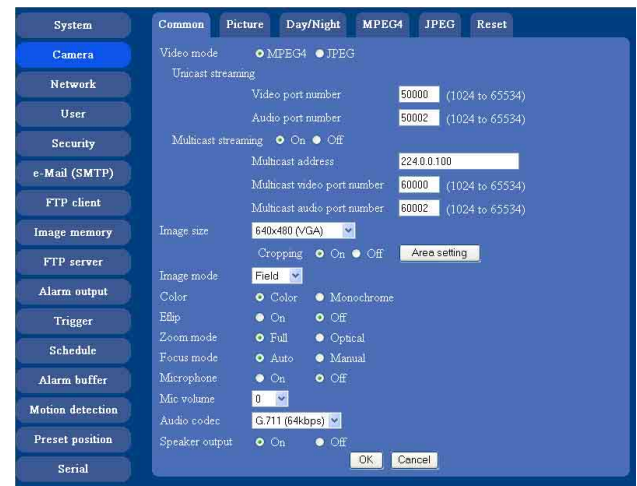 System
Camera
Network
User
Security
e-Mail (SMTP)
FTP client
Image memory
FTP server
Alarm output
Trigger
Schedule
Alarm buffer
Motion detection
Preset position
Serial
Common Picture Day/Night MPEG4 JPEG Reset
Video mode MPEG4 JPEG
Unicast streaming
Video port number 50000 (1024 to 65534)
Audio port number 50002 (1024 to 65534)
Multicast streaming On Off
Multicast address 224.0.0.100
Multicast video port number 60000 (1024 to 65534)
Multicast audio port number 60002 (1024 to 65534)
Image size 640x480 (VGA)
Cropping On Off Area setting
Image mode Field
Color Color Monochrome
Eflip On Off
Zoom mode Full Optical
Focus mode Auto Manual
Microphone On Off
Mic volume 0
Audio codec G.711 (64kbps)
Speaker output On Off
OK Cancel